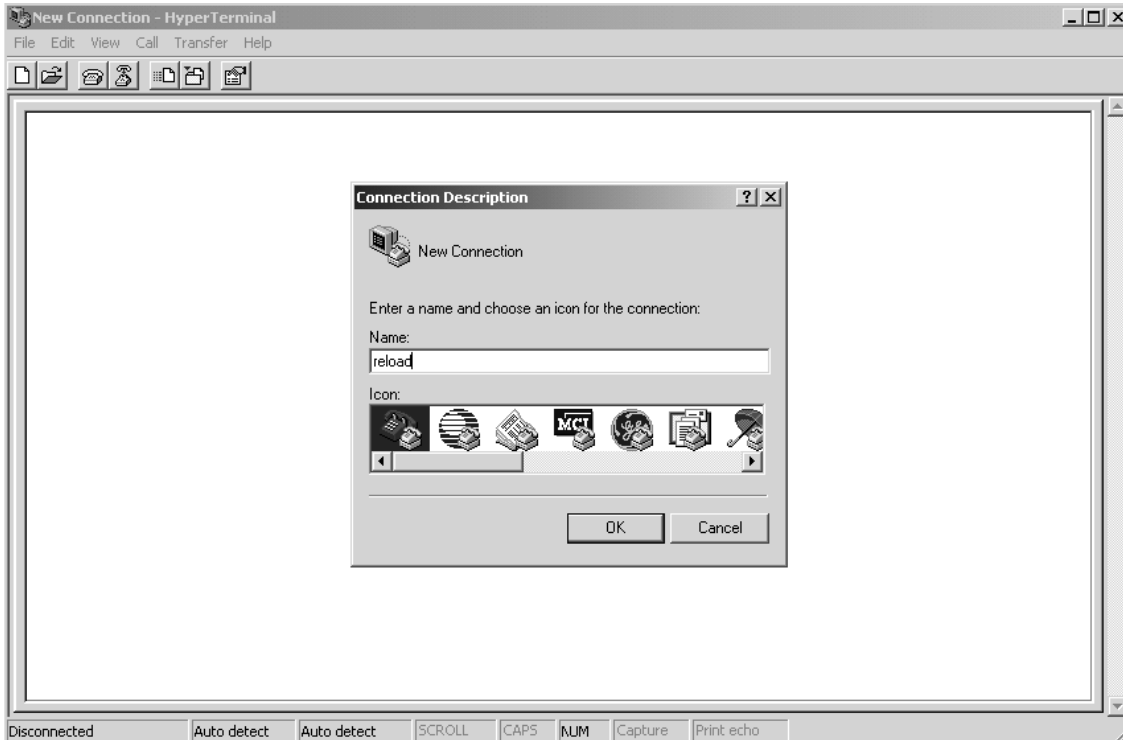 New Connection - HyperTerminal
File Edit View Call Transfer Help
Connection Description
New Connection
Enter a name and choose an icon for the connection:
Name:
reload
Icon:
MCI
OK Cancel
Disconnected Auto detect Auto detect SCROLL CAPS NUM Capture Print echo